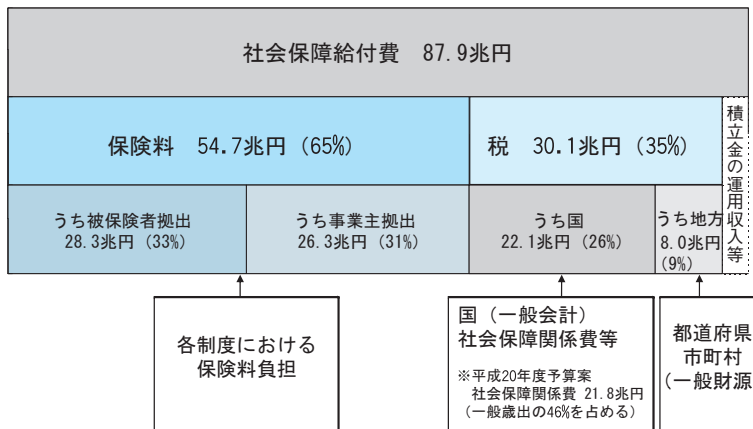 社会保障給付費 87.9兆円
保険料 54.7兆円（65%）
税 30.1兆円（35%）
積立金の運用収入等
うち被保険者拠出
28.3兆円（33%）
うち事業主拠出
26.3兆円（31%）
うち国
22.1兆円（26%）
うち地方
8.0兆円
(9%)
各制度における
保険料負担
国（一般会計）
社会保障関係費等
※平成20年度予算案
社会保障関係費 21.8兆円
（一般歳出の46%を占める）
都道府県
市町村
(一般財源